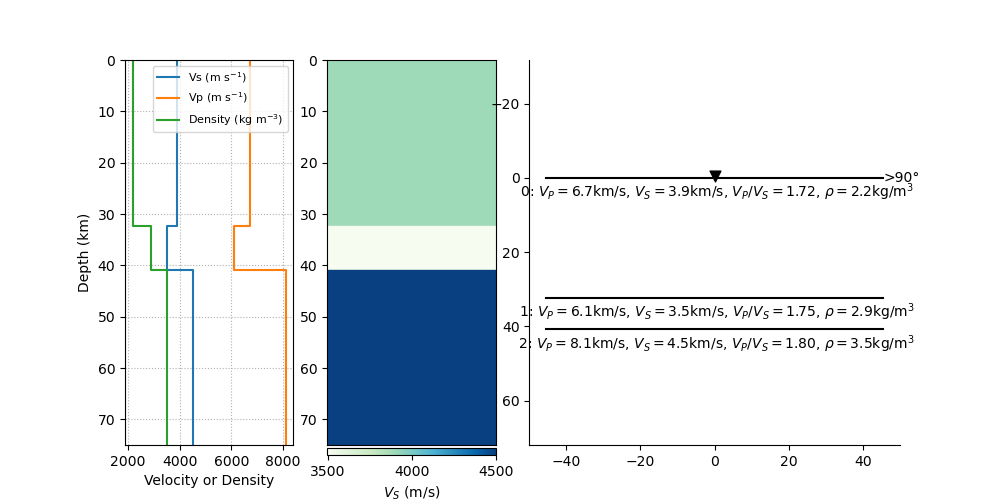 Vs (m s⁻¹)
Vp (m s⁻¹)
Density (kg m⁻³)
0
10
20
30
40
50
60
70
Depth (km)
2000 4000 6000 8000
Velocity or Density
0
10
20
30
40
50
60
70
3500 4000 4500
V_S (m/s)
−20
0
20
40
60
>90°
0: V_P = 6.7km/s, V_S = 3.9km/s, V_P/V_S = 1.72, ρ = 2.2kg/m³
1: V_P = 6.1km/s, V_S = 3.5km/s, V_P/V_S = 1.75, ρ = 2.9kg/m³
2: V_P = 8.1km/s, V_S = 4.5km/s, V_P/V_S = 1.80, ρ = 3.5kg/m³
−40 −20 0 20 40